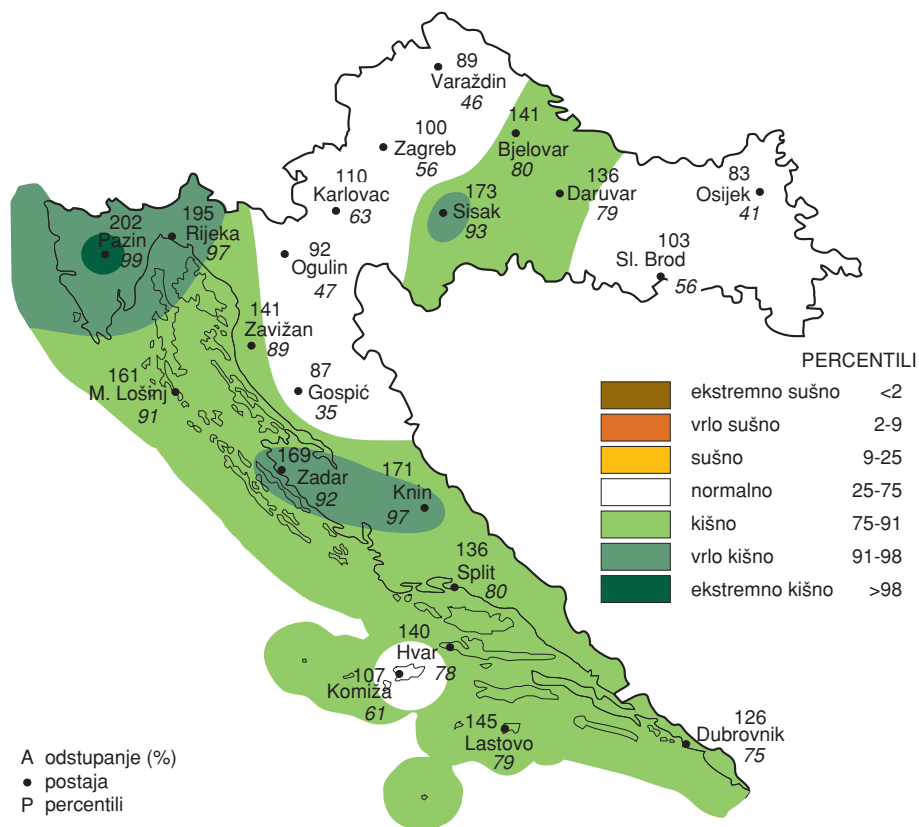 89
Varaždin
46
100
Zagreb
56
141
Bjelovar
80
110
Karlovac
63
173
Sisak
93
136
Daruvar
79
83
Osijek
41
103
Sl. Brod
56
202
Pazin
99
195
Rijeka
97
92
Ogulin
47
141
Zavižan
89
161
M. Lošinj
91
87
Gospić
35
169
Zadar
92
171
Knin
97
136
Split
80
140
Hvar
78
107
Komiža
61
145
Lastovo
79
126
Dubrovnik
75
PERCENTILI
ekstremno sušno <2
vrlo sušno 2-9
sušno 9-25
normalno 25-75
kišno 75-91
vrlo kišno 91-98
ekstremno kišno >98
A odstupanje (%)
postaja
P percentili